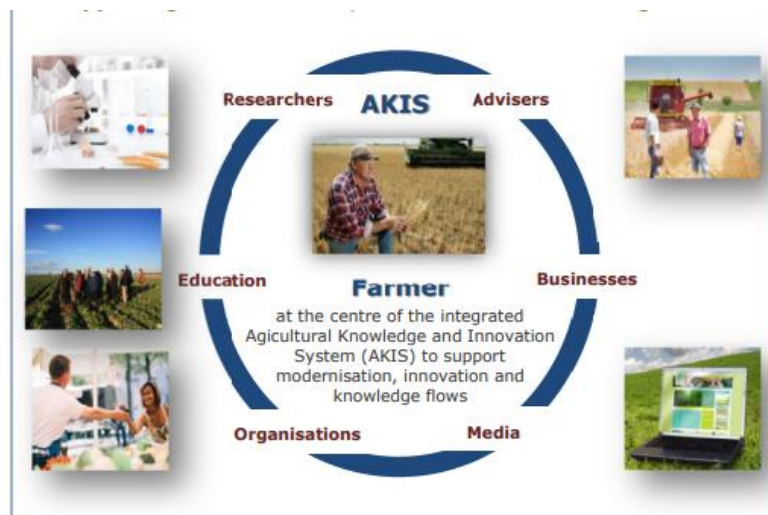 Researchers AKIS Advisers
Education
Businesses
Farmer
at the centre of the integrated
Agicultural Knowledge and Innovation
System (AKIS) to support
modernisation, innovation and
knowledge flows
Organisations
Media